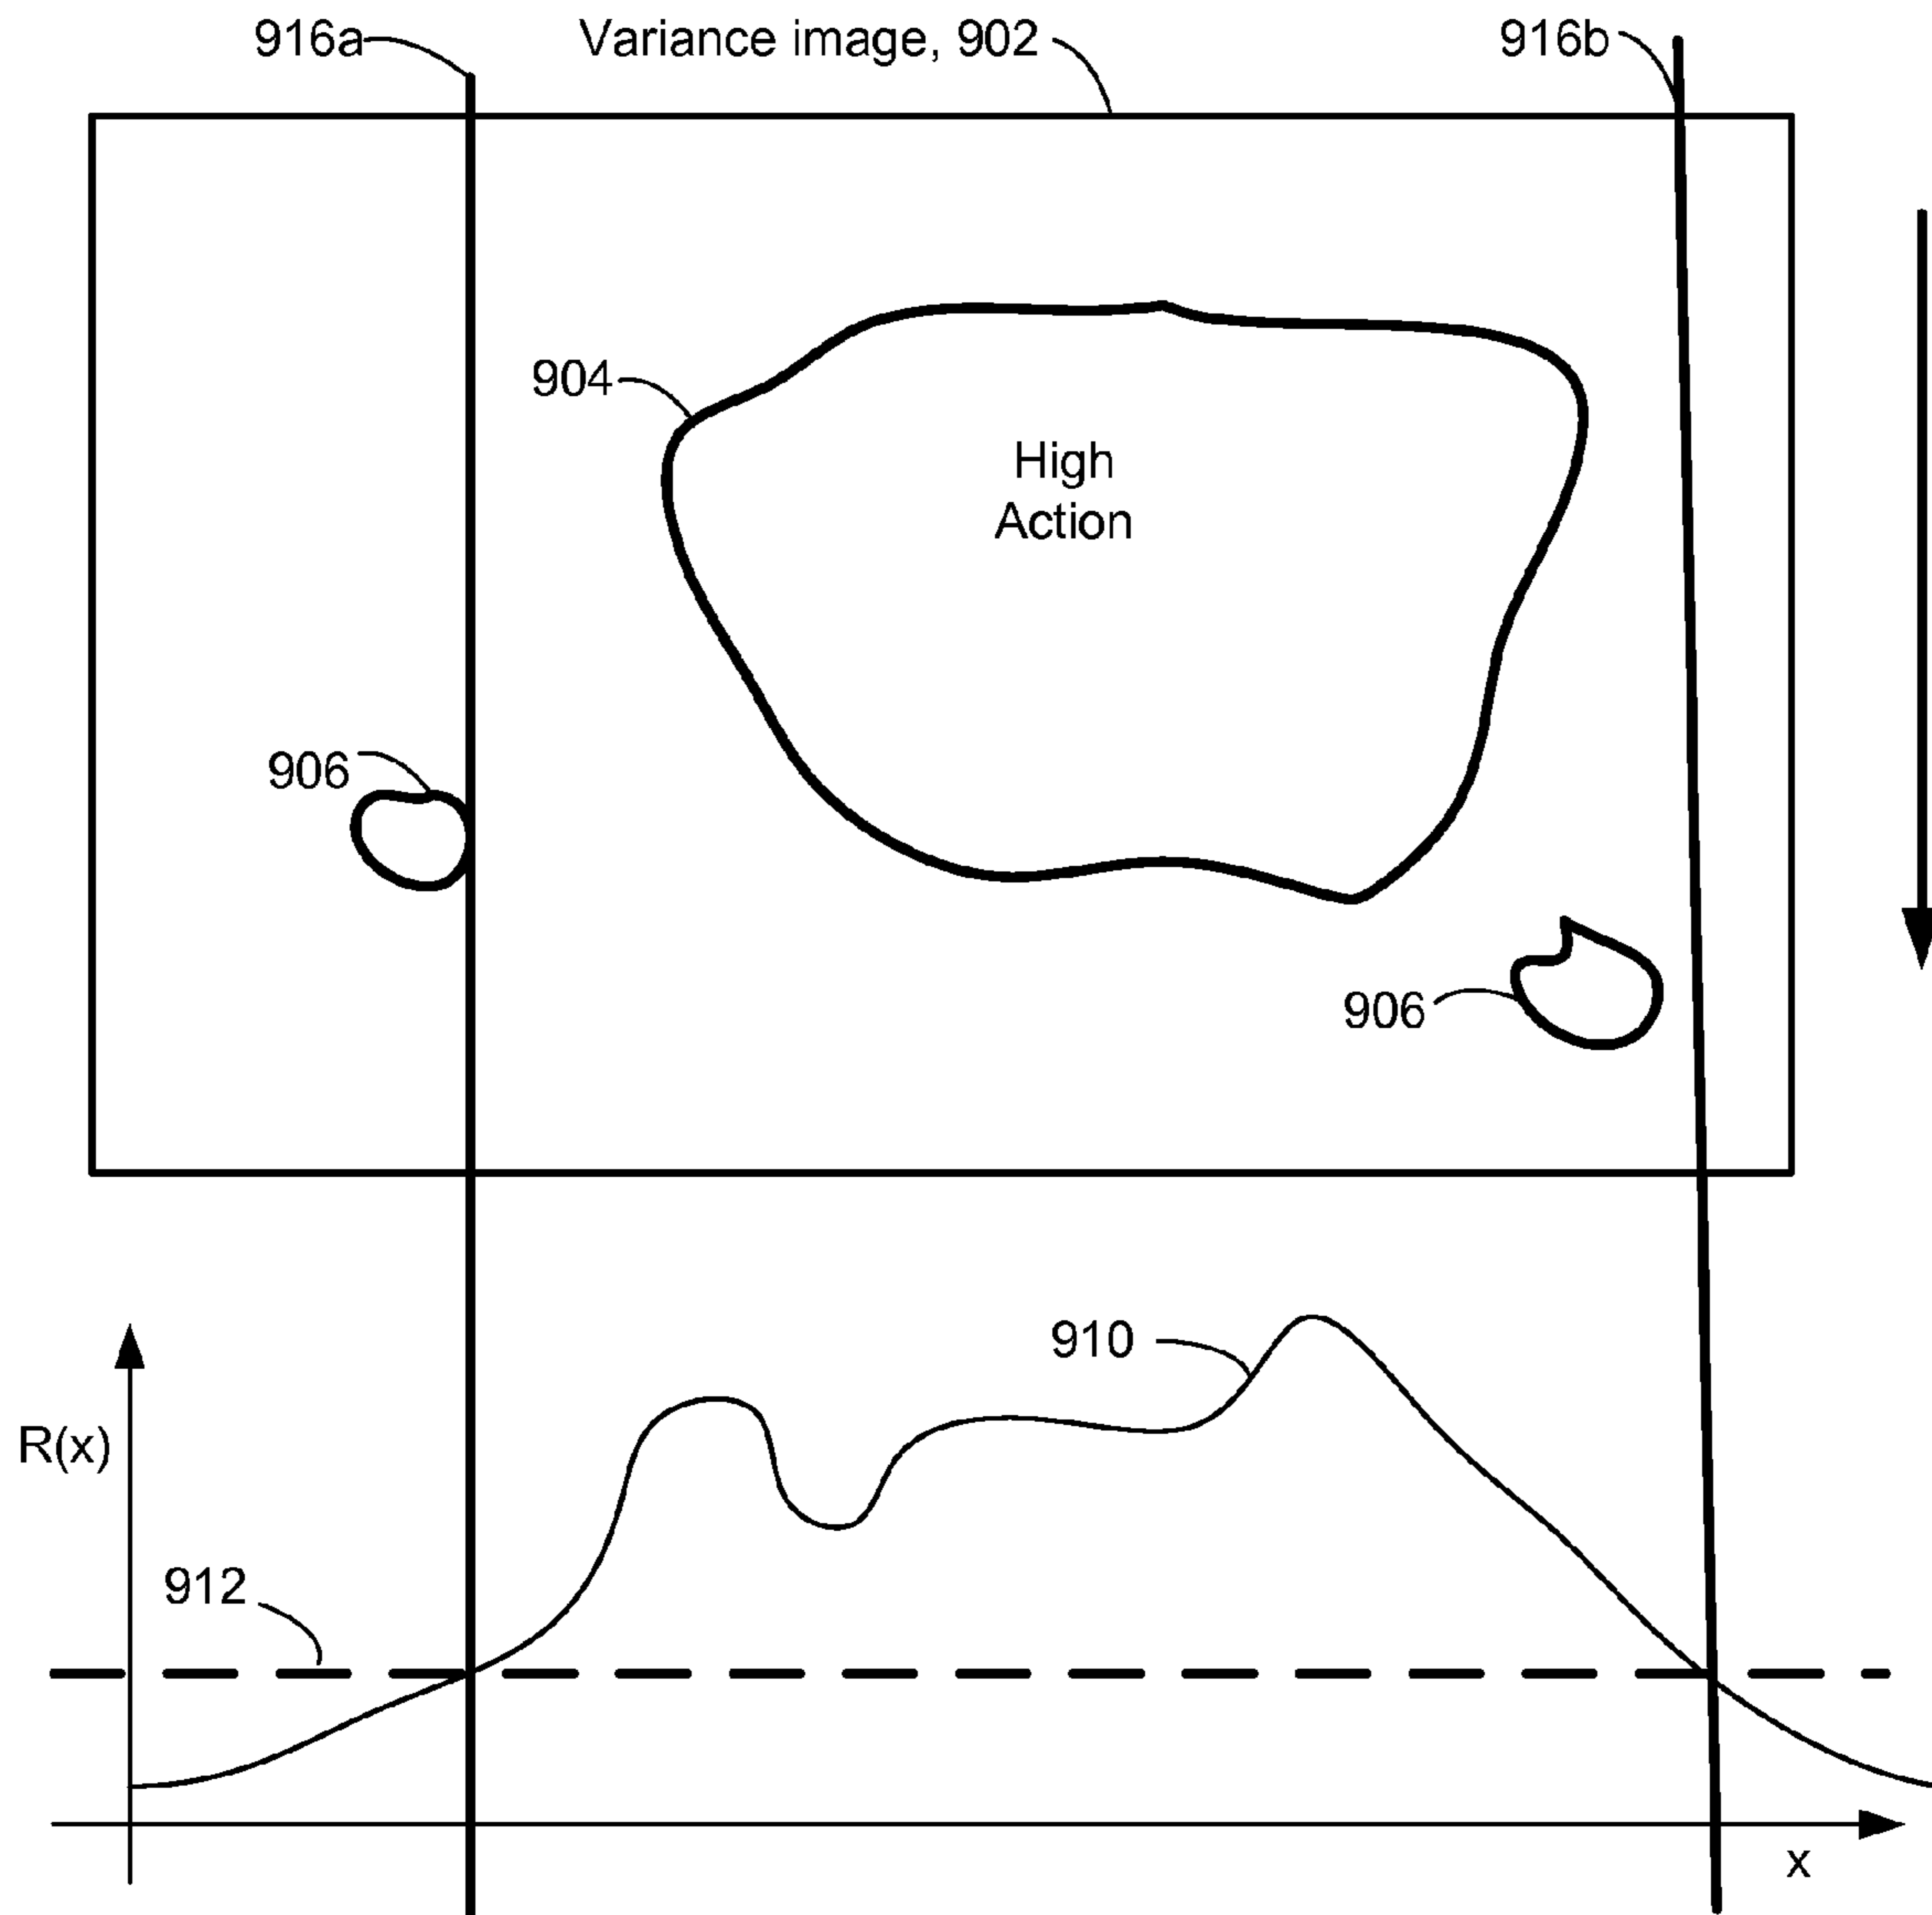 916a
Variance image, 902
916b
904
High
Action
906
906
910
R(x)
912
x